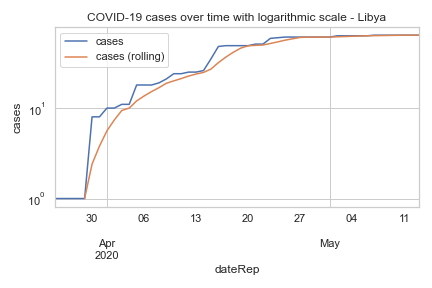 COVID-19 cases over time with logarithmic scale - Libya
cases
cases (rolling)
cases
10¹
10⁰
30 06 13 20 27 04 11
Apr May
2020
dateRep